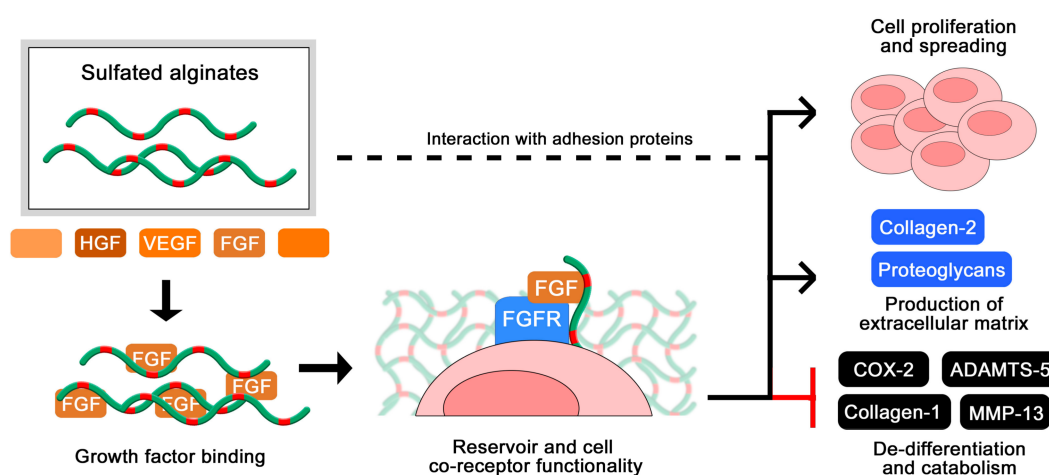 Sulfated alginates
HGF
VEGF
FGF
FGF
FGF
FGF
FGF
Growth factor binding
Interaction with adhesion proteins
FGF
FGFR
Reservoir and cell
co-receptor functionality
Cell proliferation
and spreading
Collagen-2
Proteoglycans
Production of
extracellular matrix
COX-2
ADAMTS-5
Collagen-1
MMP-13
De-differentiation
and catabolism